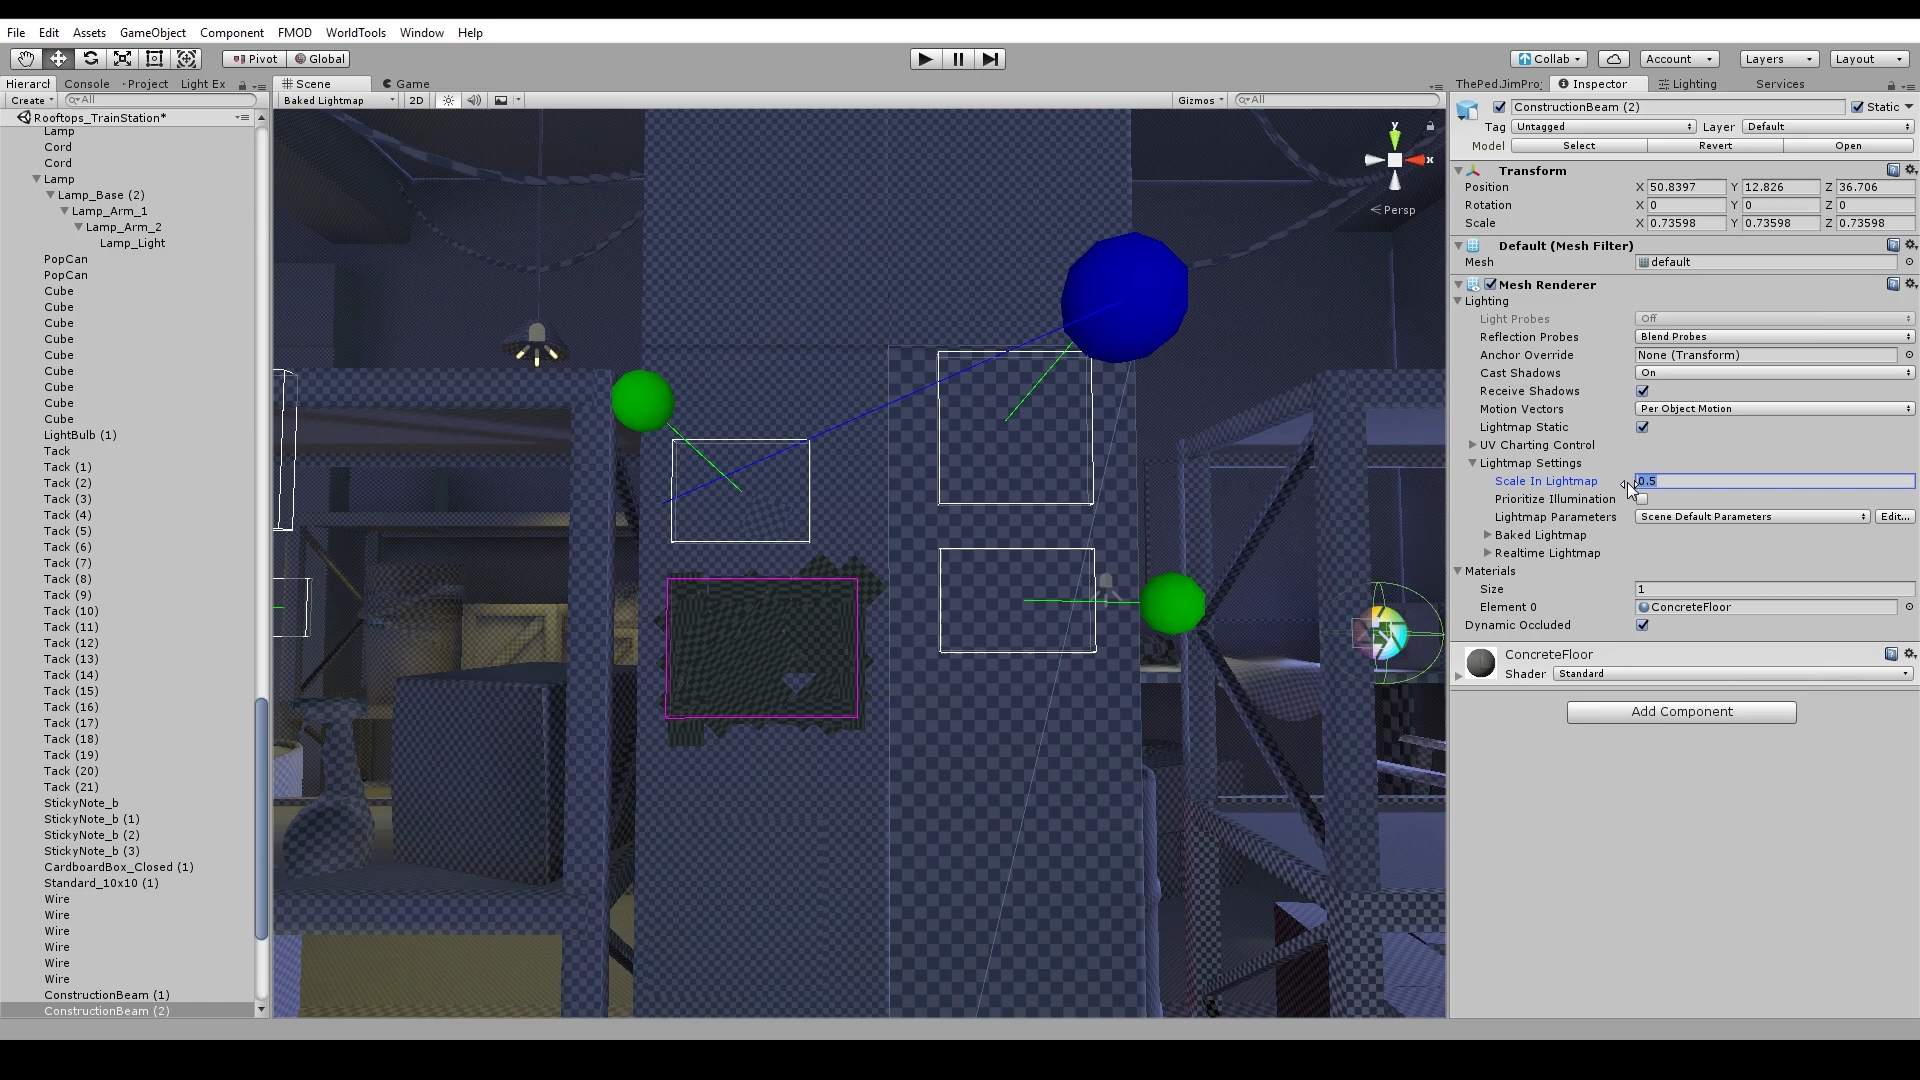 File Edit Assets GameObject Component FMOD WorldTools Window Help
Pivot Global Collab Account Layers Layout
Hierarch Console Project Light Ex Scene Game ThePed.JimPro Inspector Lighting Services
Create All Baked Lightmap 2D Gizmos All
Rooftops_TrainStation*
Lamp
Cord
Cord
Lamp
Lamp_Base (2)
Lamp_Arm_1
Lamp_Arm_2
Lamp_Light
PopCan
PopCan
Cube
Cube
Cube
Cube
Cube
Cube
Cube
Cube
Cube
LightBulb (1)
Tack
Tack (1)
Tack (2)
Tack (3)
Tack (4)
Tack (5)
Tack (6)
Tack (7)
Tack (8)
Tack (9)
Tack (10)
Tack (11)
Tack (12)
Tack (13)
Tack (14)
Tack (15)
Tack (16)
Tack (17)
Tack (18)
Tack (19)
Tack (20)
Tack (21)
StickyNote_b
StickyNote_b (1)
StickyNote_b (2)
StickyNote_b (3)
CardboardBox_Closed (1)
Standard_10x10 (1)
Wire
Wire
Wire
Wire
Wire
Wire
ConstructionBeam (1)
ConstructionBeam (2)
y
x
Persp
ConstructionBeam (2) Static
Tag Untagged Layer Default
Model Select Revert Open
Transform
Position X 50.8397 Y 12.826 Z 36.706
Rotation X 0 Y 0 Z 0
Scale X 0.73598 Y 0.73598 Z 0.73598
Default (Mesh Filter)
Mesh default
Mesh Renderer
Lighting
Light Probes Off
Reflection Probes Blend Probes
Anchor Override None (Transform)
Cast Shadows On
Receive Shadows
Motion Vectors Per Object Motion
Lightmap Static
UV Charting Control
Lightmap Settings
Scale In Lightmap 0.5
Prioritize Illumination
Lightmap Parameters Scene Default Parameters Edit...
Baked Lightmap
Realtime Lightmap
Materials
Size 1
Element 0 ConcreteFloor
Dynamic Occluded
ConcreteFloor
Shader Standard
Add Component